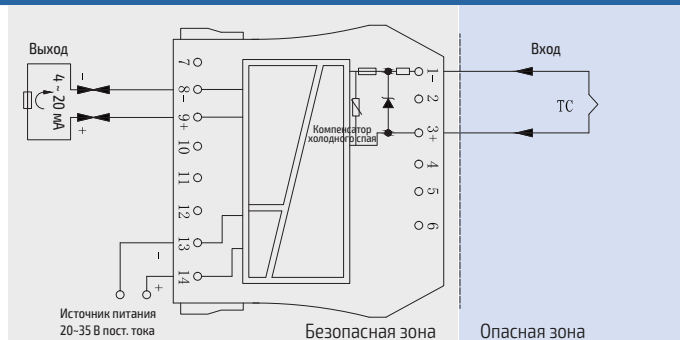 Выход
Вход
4 ~ 20 мА
−
+
7
8
−
9
+
10
11
12
13
14
1
−
2
3
+
4
5
6
Компенсатор
холодного спая
TC
−
+
Источник питания
20~35 В пост. тока
Безопасная зона
Опасная зона